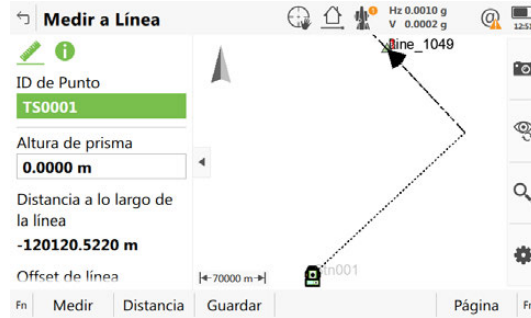 Medir a Línea
Hz 0.0010 g
V 0.0002 g
ID de Punto
TS0001
Altura de prisma
0.0000 m
Distancia a lo largo de
la línea
-120120.5220 m
Offset de línea
Line_1049
70000 m
Fn Medir Distancia Guardar Página